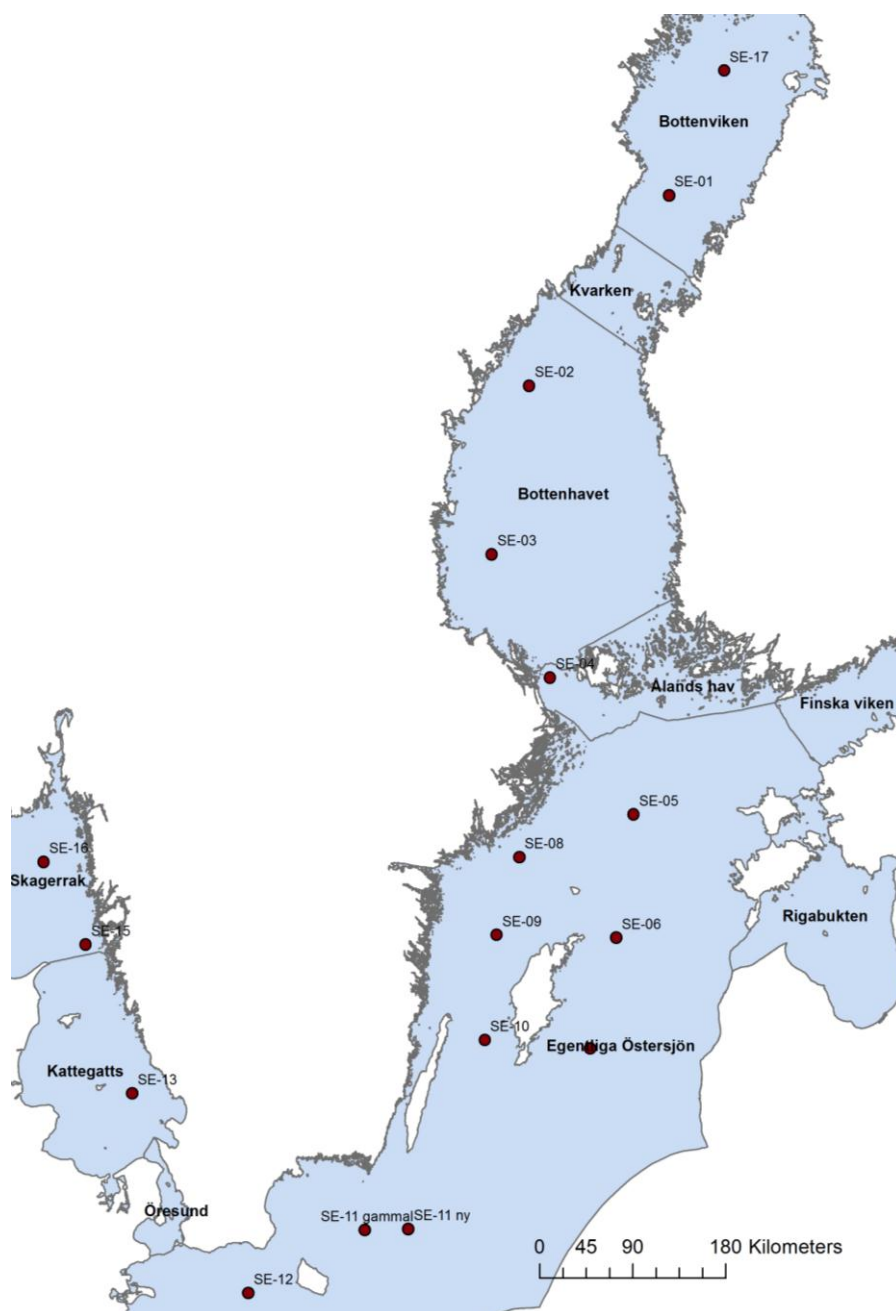 SE-17
Bottenviken
SE-01
Kvarken
SE-02
Bottenhavet
SE-03
SE-04
Ålands hav
Finska viken
SE-05
SE-16
SE-08
Skagerrak
Rigabukten
SE-15
SE-09
SE-06
SE-10
Egentliga Östersjön
Kattegatts
SE-13
Öresund
SE-11 gammal
SE-11 ny
0 45 90 180 Kilometers
SE-12